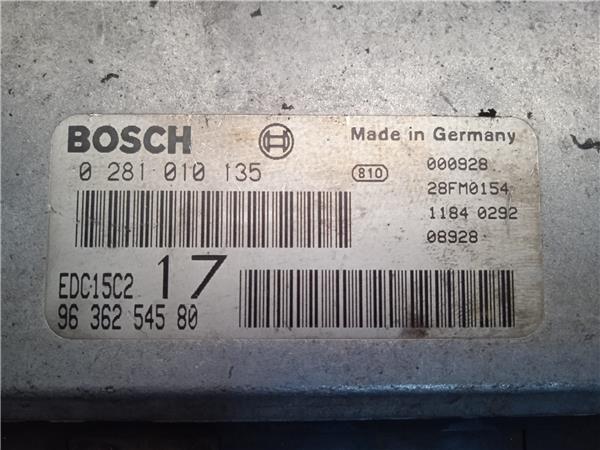 BOSCH
Made in Germany
0 281 010 135
810
000928
28FM0154
1184 0292
08928
EDC15C2 17
96 362 545 80